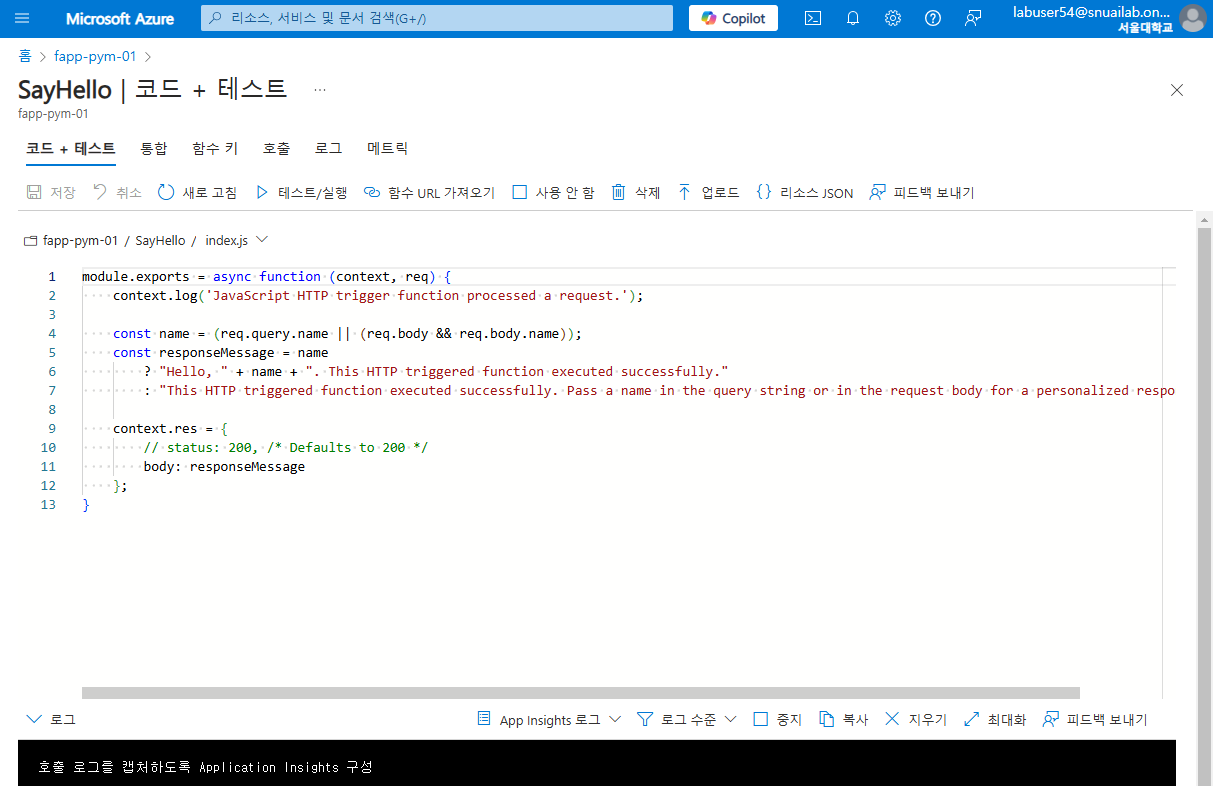 Microsoft Azure
리소스, 서비스 및 문서 검색(G+/)
Copilot
labuser54@snuailab.on...
서울대학교
홈 > fapp-pym-01 >
SayHello | 코드 + 테스트 ...
fapp-pym-01
코드 + 테스트 통합 함수 키 호출 로그 메트릭
저장 취소 새로 고침 테스트/실행 함수 URL 가져오기 사용 안 함 삭제 업로드 {} 리소스 JSON 피드백 보내기
fapp-pym-01 / SayHello / index.js
1 module.exports = async function (context, req) {
2 context.log('JavaScript HTTP trigger function processed a request.');
3
4 const name = (req.query.name || (req.body && req.body.name));
5 const responseMessage = name
6 ? "Hello, " + name + ". This HTTP triggered function executed successfully."
7 : "This HTTP triggered function executed successfully. Pass a name in the query string or in the request body for a personalized respo
8
9 context.res = {
10 // status: 200, /* Defaults to 200 */
11 body: responseMessage
12 };
13 }
로그 App Insights 로그 로그 수준 중지 복사 지우기 최대화 피드백 보내기
호출 로그를 캡처하도록 Application Insights 구성